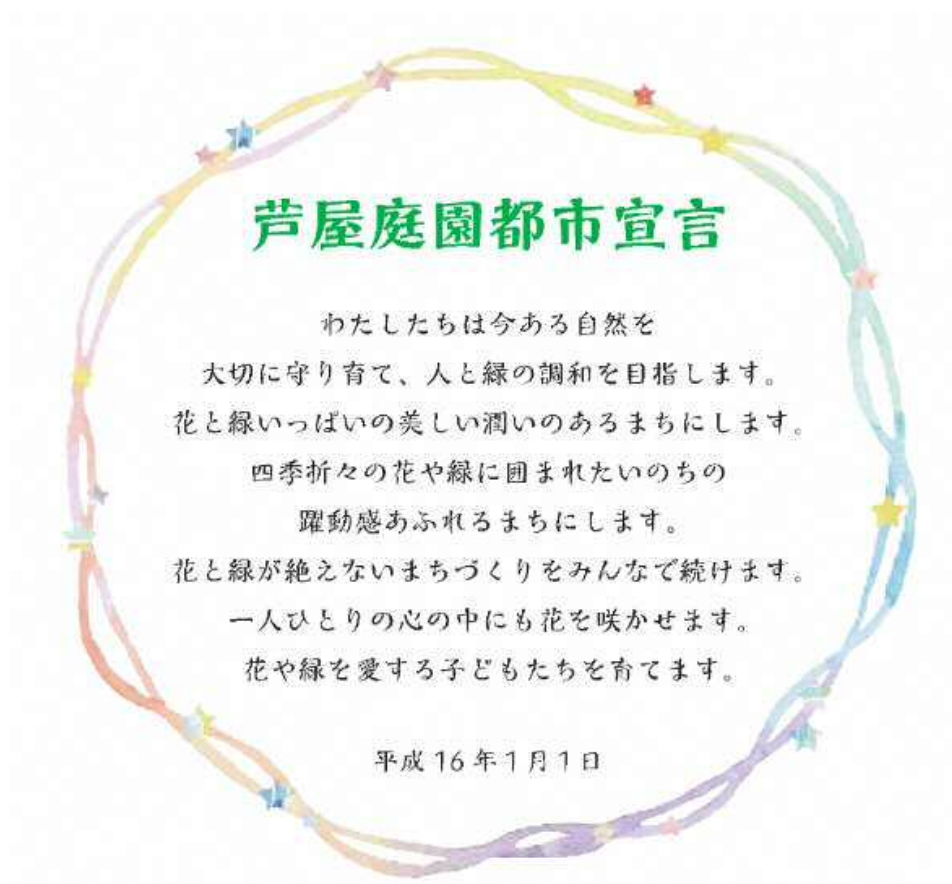 芦屋庭園都市宣言
わたしたちは今ある自然を
大切に守り育て、人と緑の調和を目指します。
花と緑いっぱいの美しい潤いのあるまちにします。
四季折々の花や緑に囲まれたいのちの
躍動感あふれるまちにします。
花と緑が絶えないまちづくりをみんなで続けます。
一人ひとりの心の中にも花を咲かせます。
花や緑を愛する子どもたちを育てます。
平成16年1月1日